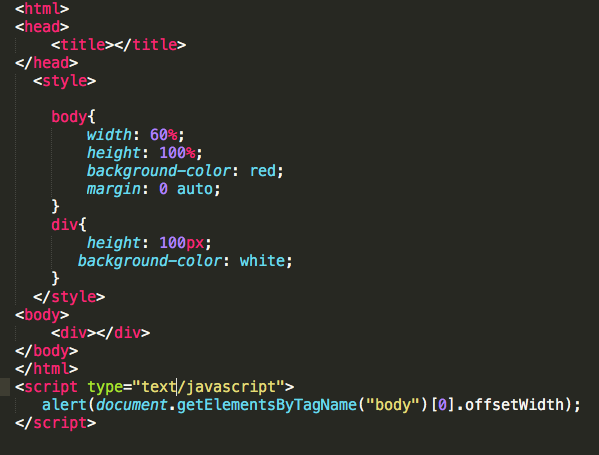 <html>
<head>
    <title></title>
</head>
  <style>

    body{
        width: 60%;
        height: 100%;
        background-color: red;
        margin: 0 auto;
    }
    div{
        height: 100px;
       background-color: white;
    }
  </style>
<body>
    <div></div>
</body>
</html>
<script type="text/javascript">
   alert(document.getElementsByTagName("body")[0].offsetWidth);
</script>